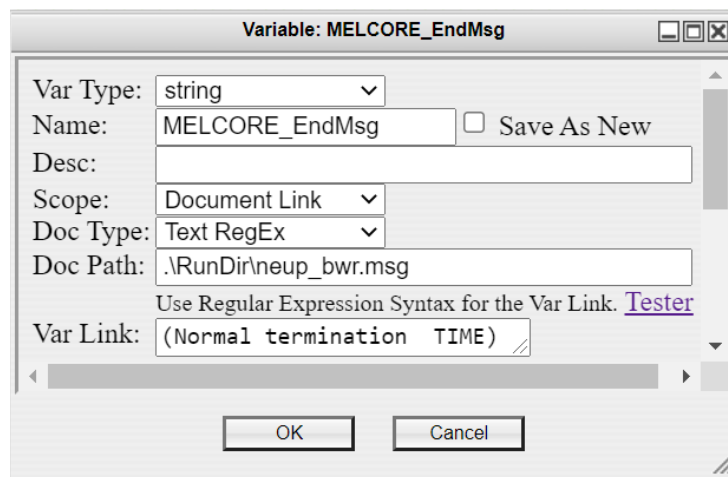 Variable: MELCORE_EndMsg
Var Type: string
Name: MELCORE_EndMsg Save As New
Desc:
Scope: Document Link
Doc Type: Text RegEx
Doc Path: .\RunDir\neup_bwr.msg
Use Regular Expression Syntax for the Var Link. Tester
Var Link: (Normal termination  TIME)
OK Cancel